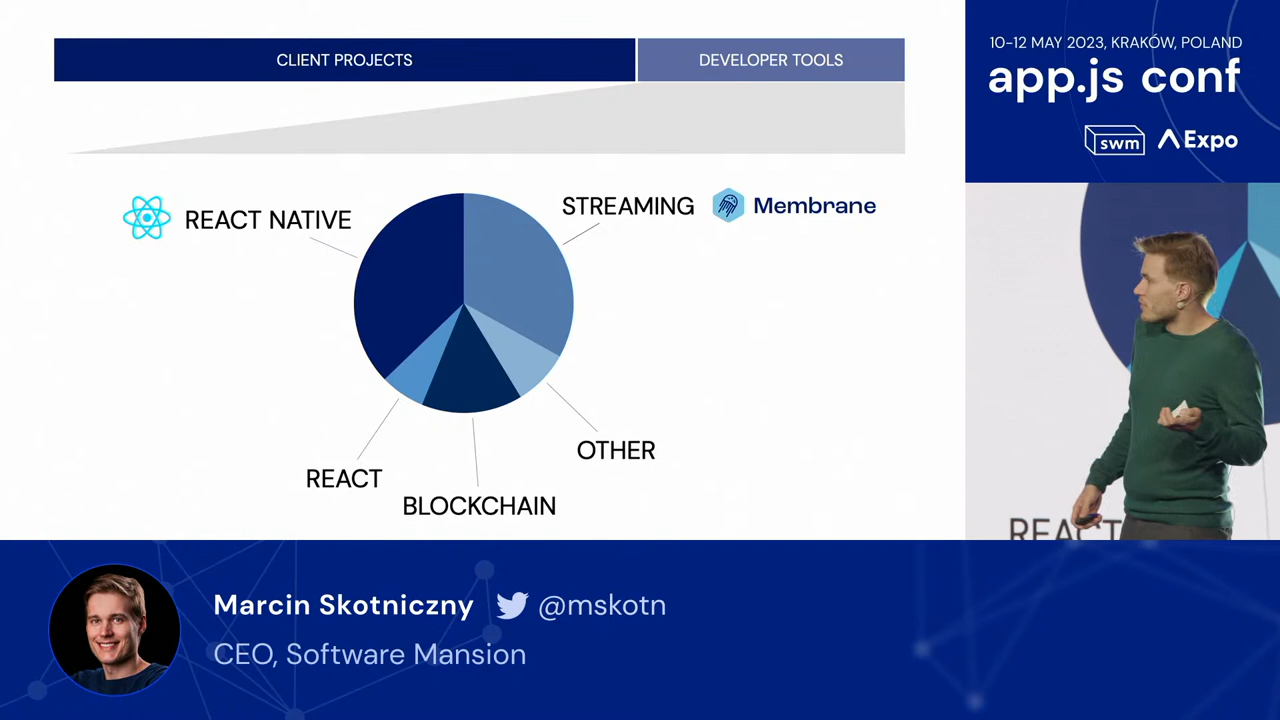 CLIENT PROJECTS
DEVELOPER TOOLS
REACT NATIVE
STREAMING
Membrane
REACT
BLOCKCHAIN
OTHER
10-12 MAY 2023, KRAKÓW, POLAND
app.js conf
swm
Expo
REACT
Marcin Skotniczny
@mskotn
CEO, Software Mansion